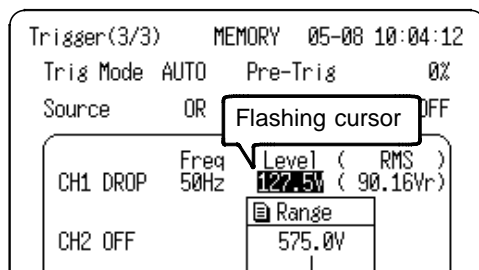 Trigger(3/3) MEMORY 05-08 10:04:12
Trig Mode AUTO Pre-Trig 0%
Source OR FF
Flashing cursor
Freq Level ( RMS )
CH1 DROP 50Hz 127.5V ( 90.16Vr)
Range
CH2 OFF 575.0V